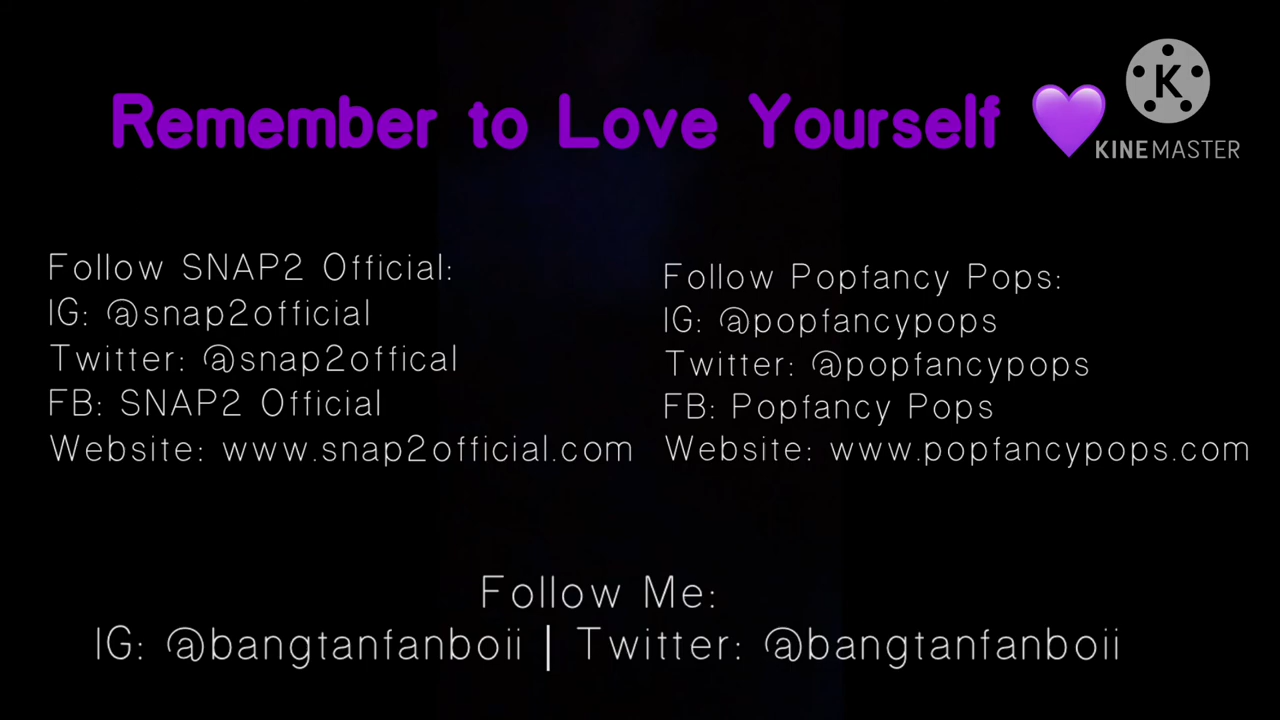 Remember to Love Yourself 💜
K
KINEMASTER
Follow SNAP2 Official:
IG: @snap2official
Twitter: @snap2offical
FB: SNAP2 Official
Website: www.snap2official.com
Follow Popfancy Pops:
IG: @popfancypops
Twitter: @popfancypops
FB: Popfancy Pops
Website: www.popfancypops.com
Follow Me:
IG: @bangtanfanboii | Twitter: @bangtanfanboii